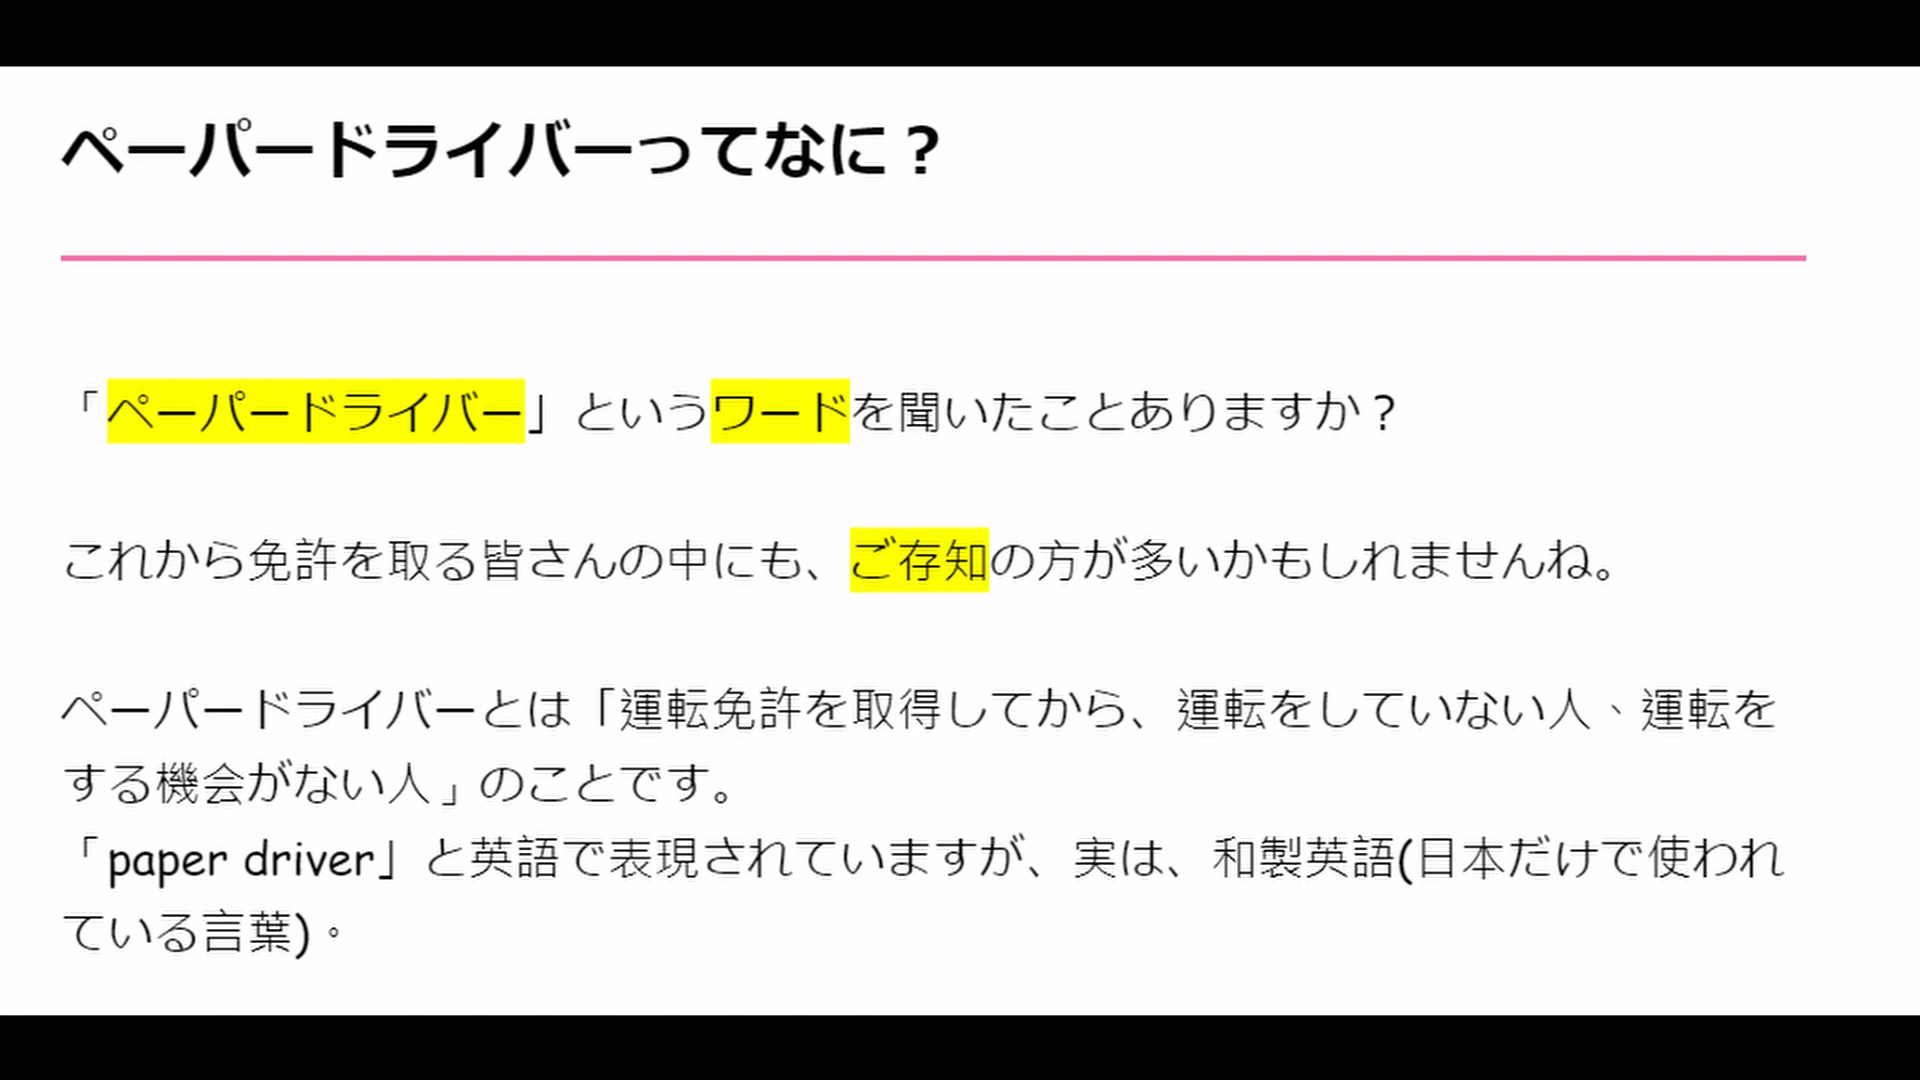 ペーパードライバーってなに？
「ペーパードライバー」というワードを聞いたことありますか？
これから免許を取る皆さんの中にも、ご存知の方が多いかもしれませんね。
ペーパードライバーとは「運転免許を取得してから、運転をしていない人、運転を
する機会がない人」のことです。
「paper driver」と英語で表現されていますが、実は、和製英語(日本だけで使われ
ている言葉)。